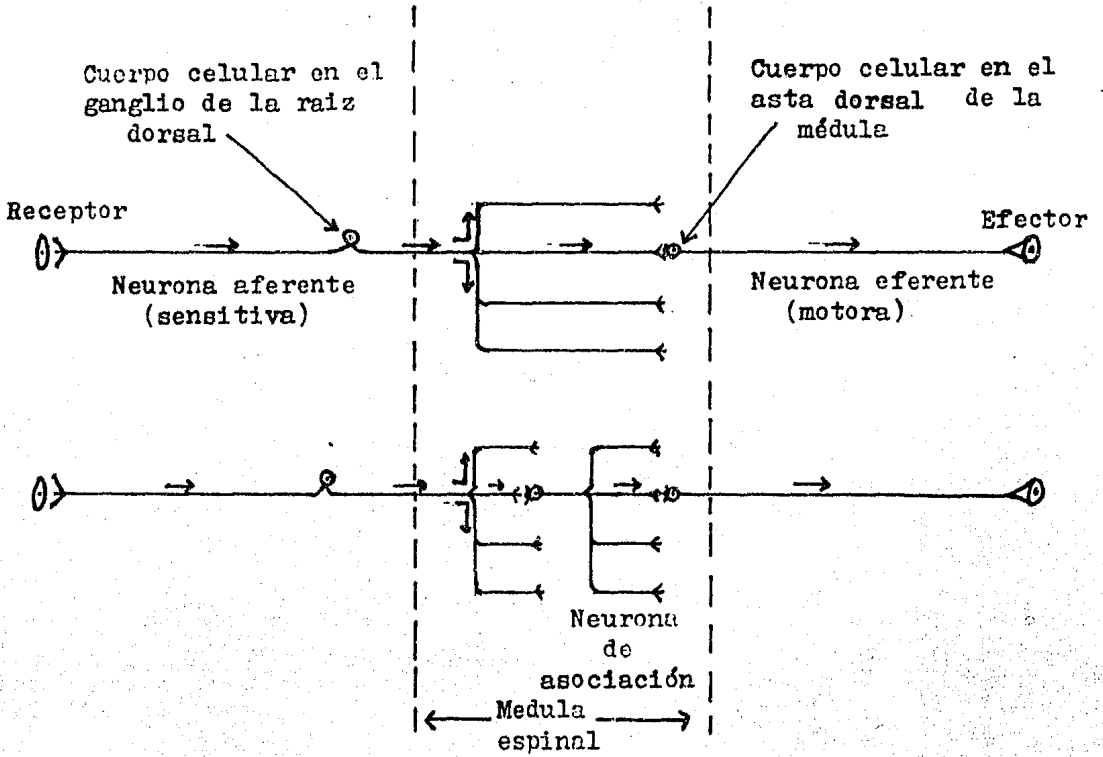 Cuerpo celular en el
ganglio de la raiz
dorsal
Cuerpo celular en el
asta dorsal de la
médula
Receptor
Efector
Neurona aferente
(sensitiva)
Neurona eferente
(motora)
Neurona
de
asociación
Medula
espinal